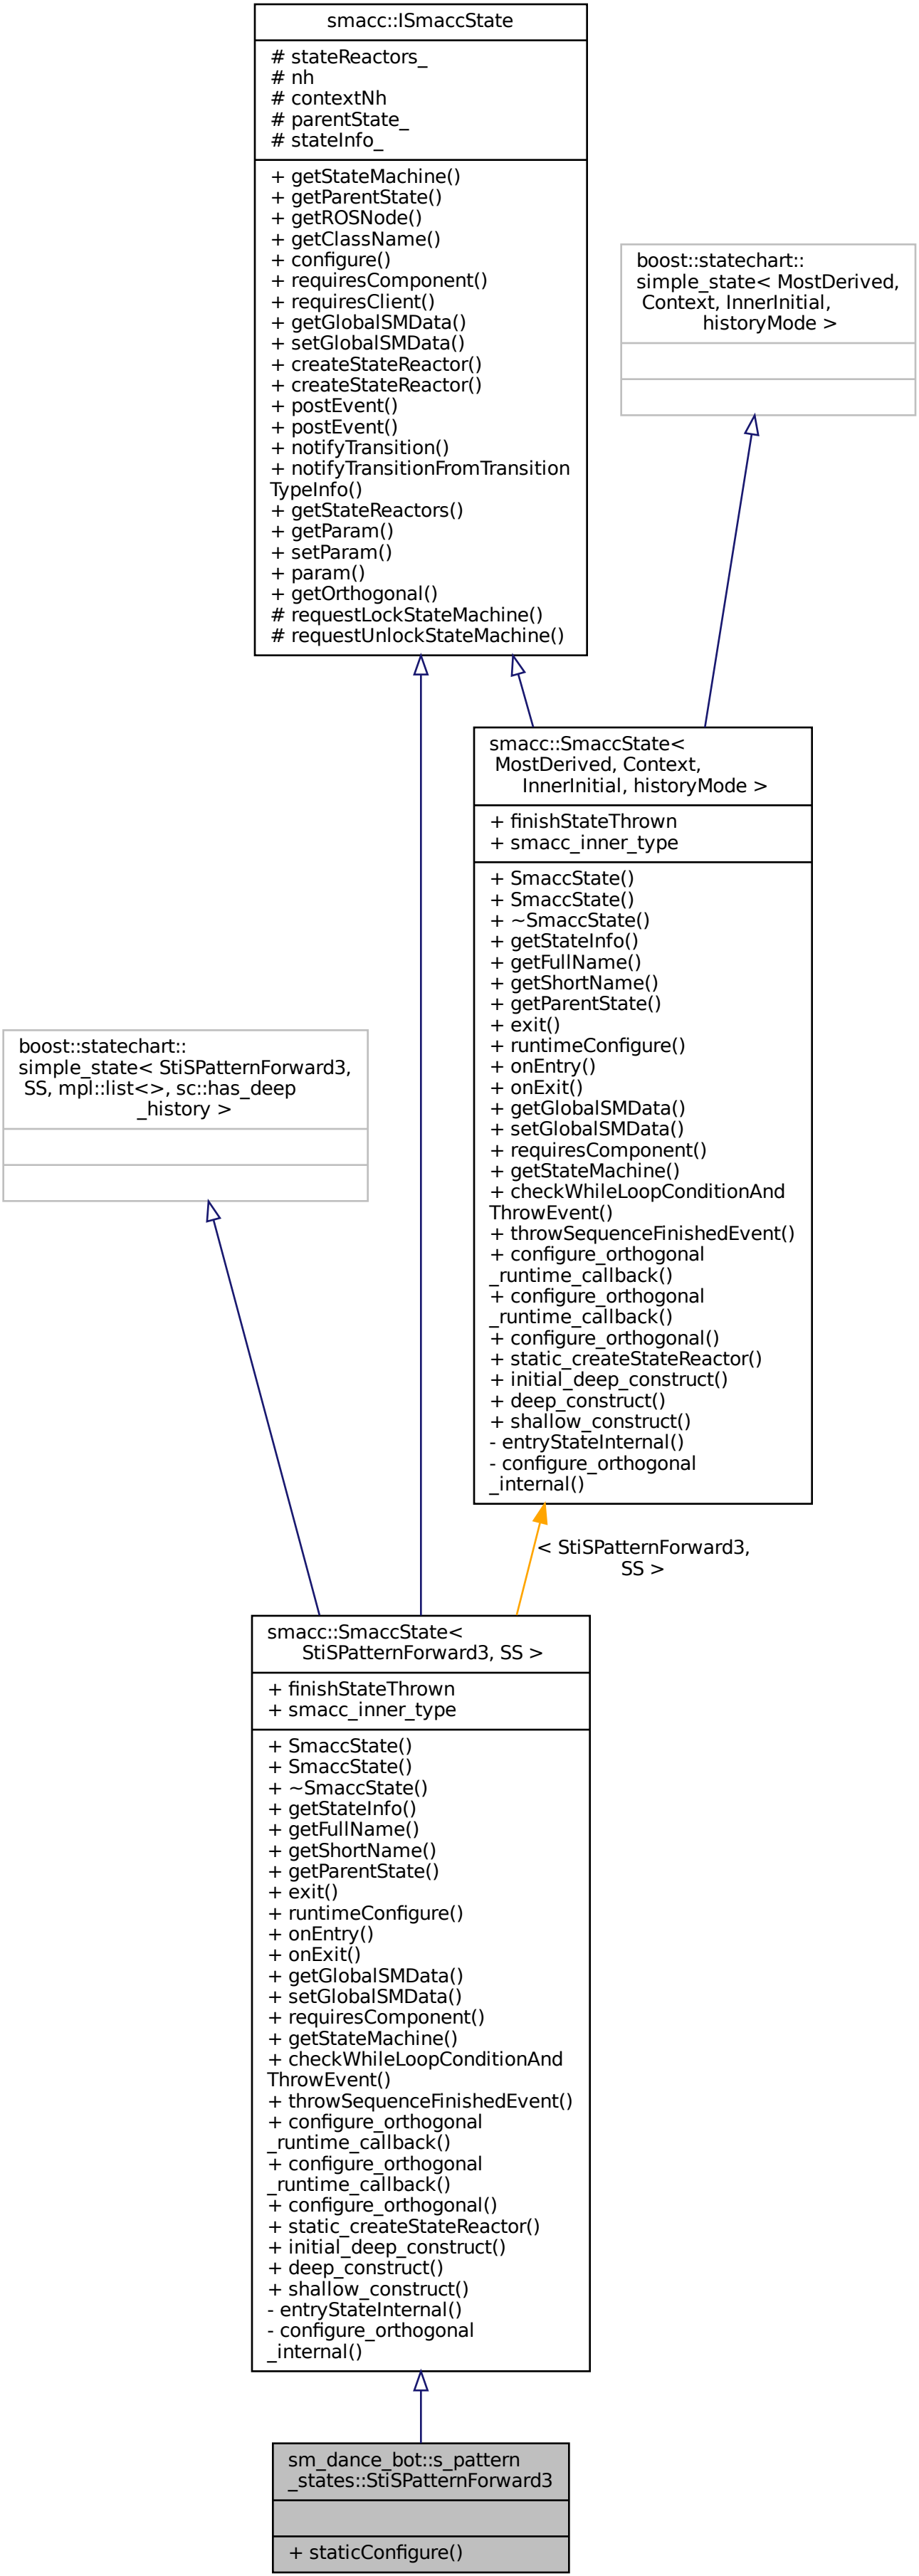 smacc::ISmaccState
# stateReactors_
# nh
# contextNh
# parentState_
# stateInfo_
+ getStateMachine()
+ getParentState()
+ getROSNode()
+ getClassName()
+ configure()
+ requiresComponent()
+ requiresClient()
+ getGlobalSMData()
+ setGlobalSMData()
+ createStateReactor()
+ createStateReactor()
+ postEvent()
+ postEvent()
+ notifyTransition()
+ notifyTransitionFromTransition
TypeInfo()
+ getStateReactors()
+ getParam()
+ setParam()
+ param()
+ getOrthogonal()
# requestLockStateMachine()
# requestUnlockStateMachine()
boost::statechart::
simple_state< MostDerived,
Context, InnerInitial,
historyMode >
smacc::SmaccState<
MostDerived, Context,
InnerInitial, historyMode >
+ finishStateThrown
+ smacc_inner_type
+ SmaccState()
+ SmaccState()
+ ~SmaccState()
+ getStateInfo()
+ getFullName()
+ getShortName()
+ getParentState()
+ exit()
+ runtimeConfigure()
+ onEntry()
+ onExit()
+ getGlobalSMData()
+ setGlobalSMData()
+ requiresComponent()
+ getStateMachine()
+ checkWhileLoopConditionAnd
ThrowEvent()
+ throwSequenceFinishedEvent()
+ configure_orthogonal
_runtime_callback()
+ configure_orthogonal
_runtime_callback()
+ configure_orthogonal()
+ static_createStateReactor()
+ initial_deep_construct()
+ deep_construct()
+ shallow_construct()
- entryStateInternal()
- configure_orthogonal
_internal()
boost::statechart::
simple_state< StiSPatternForward3,
SS, mpl::list<>, sc::has_deep
_history >
< StiSPatternForward3,
SS >
smacc::SmaccState<
StiSPatternForward3, SS >
+ finishStateThrown
+ smacc_inner_type
+ SmaccState()
+ SmaccState()
+ ~SmaccState()
+ getStateInfo()
+ getFullName()
+ getShortName()
+ getParentState()
+ exit()
+ runtimeConfigure()
+ onEntry()
+ onExit()
+ getGlobalSMData()
+ setGlobalSMData()
+ requiresComponent()
+ getStateMachine()
+ checkWhileLoopConditionAnd
ThrowEvent()
+ throwSequenceFinishedEvent()
+ configure_orthogonal
_runtime_callback()
+ configure_orthogonal
_runtime_callback()
+ configure_orthogonal()
+ static_createStateReactor()
+ initial_deep_construct()
+ deep_construct()
+ shallow_construct()
- entryStateInternal()
- configure_orthogonal
_internal()
sm_dance_bot::s_pattern
_states::StiSPatternForward3
+ staticConfigure()